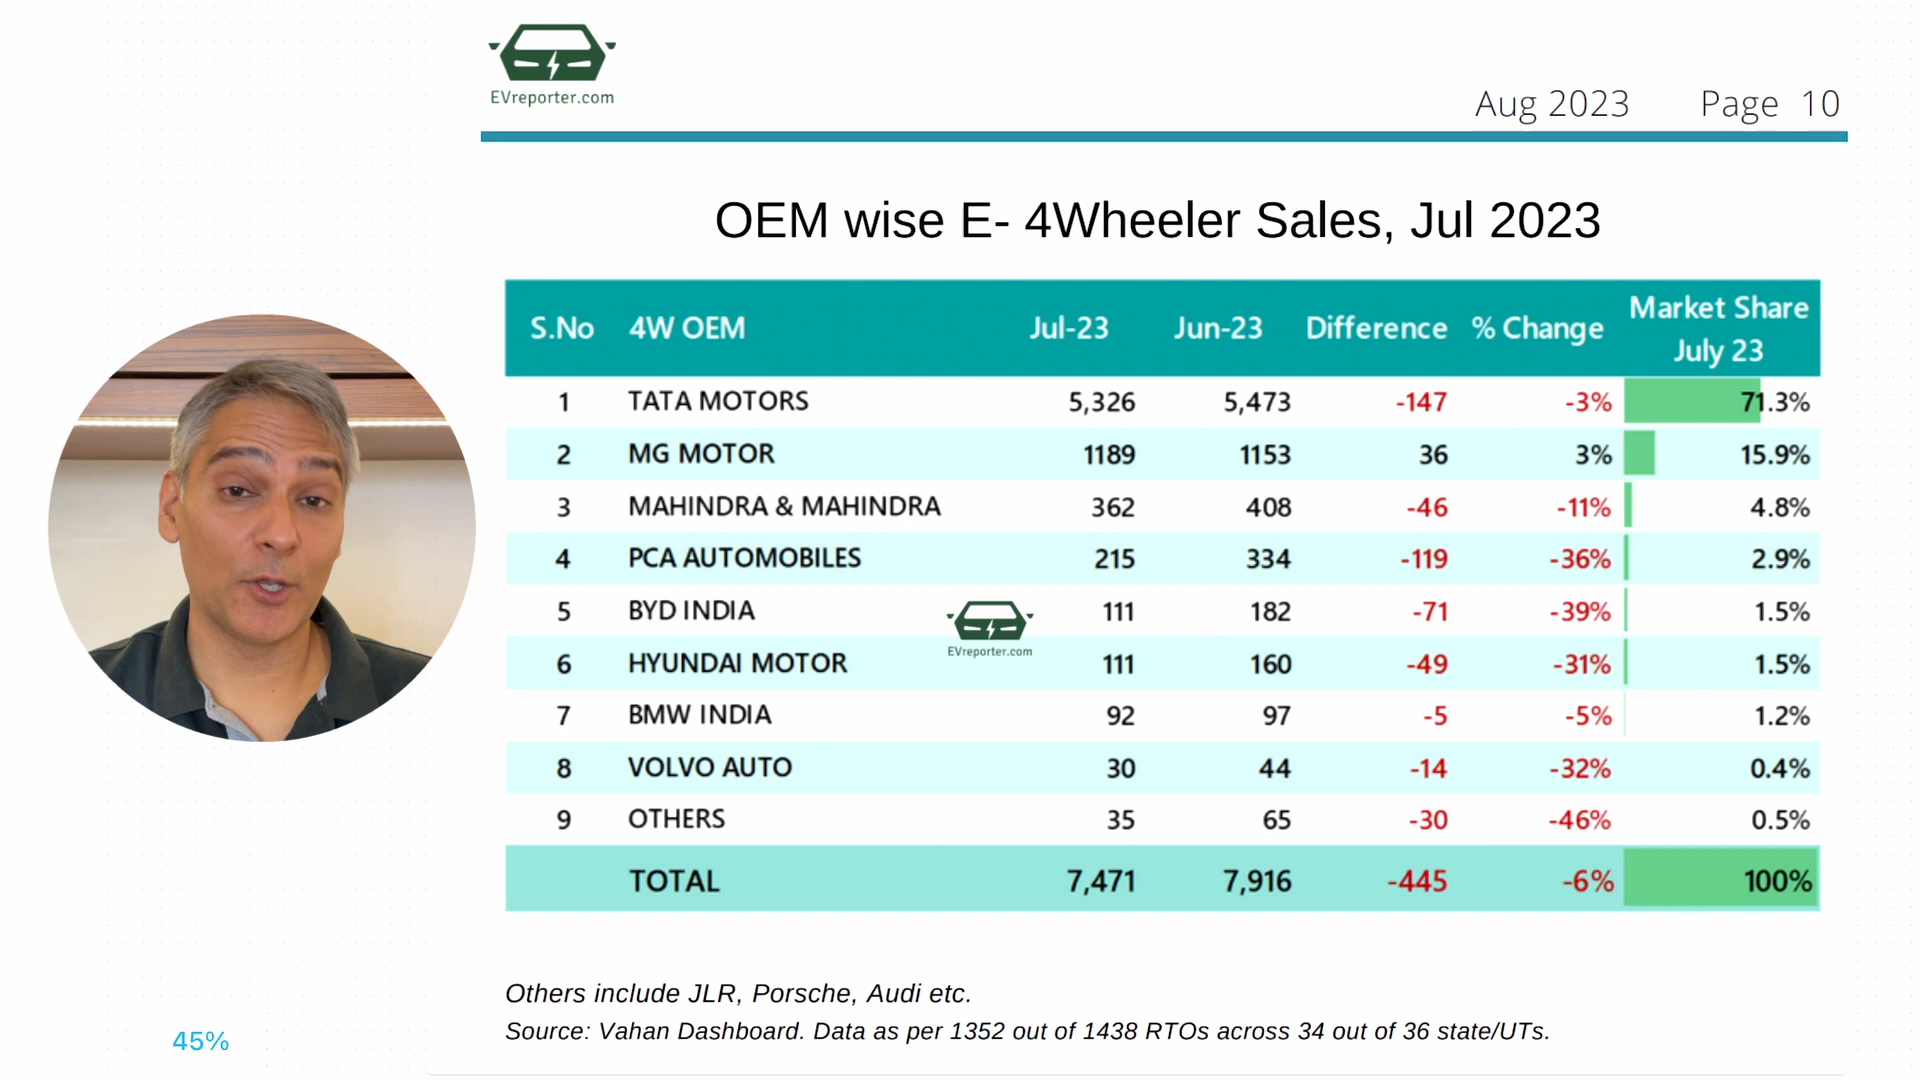 EVreporter.com
Aug 2023 Page 10
OEM wise E- 4Wheeler Sales, Jul 2023
S.No 4W OEM Jul-23 Jun-23 Difference % Change Market Share July 23
1 TATA MOTORS 5,326 5,473 -147 -3% 71.3%
2 MG MOTOR 1189 1153 36 3% 15.9%
3 MAHINDRA & MAHINDRA 362 408 -46 -11% 4.8%
4 PCA AUTOMOBILES 215 334 -119 -36% 2.9%
5 BYD INDIA 111 182 -71 -39% 1.5%
EVreporter.com
6 HYUNDAI MOTOR 111 160 -49 -31% 1.5%
7 BMW INDIA 92 97 -5 -5% 1.2%
8 VOLVO AUTO 30 44 -14 -32% 0.4%
9 OTHERS 35 65 -30 -46% 0.5%
TOTAL 7,471 7,916 -445 -6% 100%
Others include JLR, Porsche, Audi etc.
Source: Vahan Dashboard. Data as per 1352 out of 1438 RTOs across 34 out of 36 state/UTs.
45%